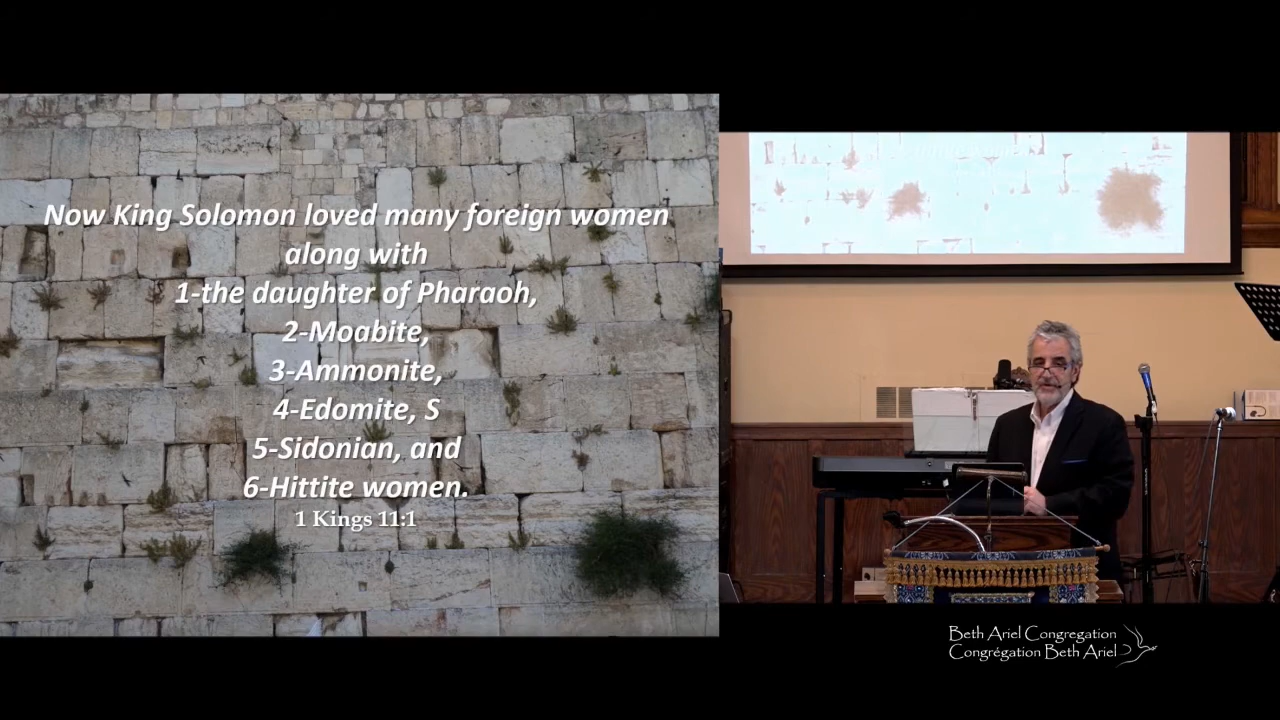 Now King Solomon loved many foreign women
along with
1-the daughter of Pharaoh,
2-Moabite,
3-Ammonite,
4-Edomite, S
5-Sidonian, and
6-Hittite women.
1 Kings 11:1
Beth Ariel Congregation
Congrégation Beth Ariel